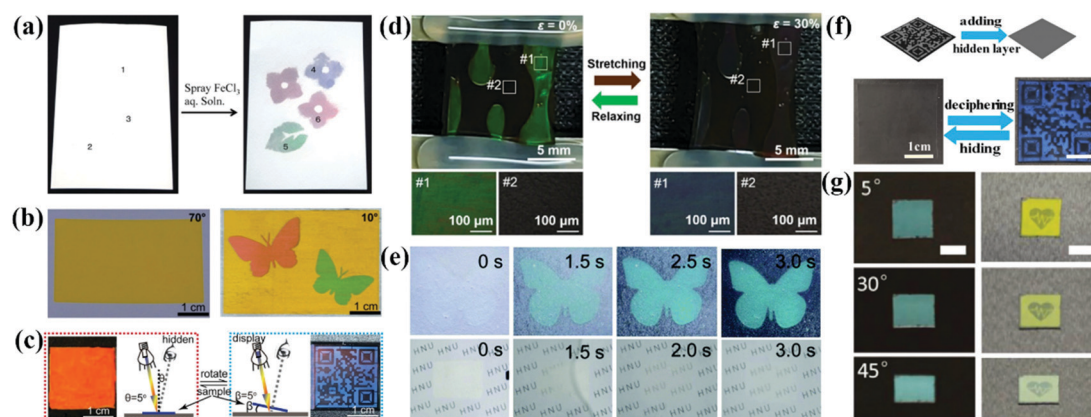 (a)
1
3
2
Spray FeCl₃
aq. Soln.
4
6
5
(b)
70°
1 cm
10°
1 cm
(c)
1 cm
hidden
θ=5°
rotate
sample
display
β=5°
β
1 cm
(d)
ε = 0%
#1
#2
5 mm
Stretching
Relaxing
ε = 30%
#1
#2
5 mm
#1
100 μm
#2
100 μm
#1
100 μm
#2
100 μm
(e)
0 s
1.5 s
2.5 s
3.0 s
0 s
1.5 s
2.0 s
3.0 s
HNU HNU
(f)
adding
hidden layer
deciphering
hiding
1cm
(g)
5°
30°
45°